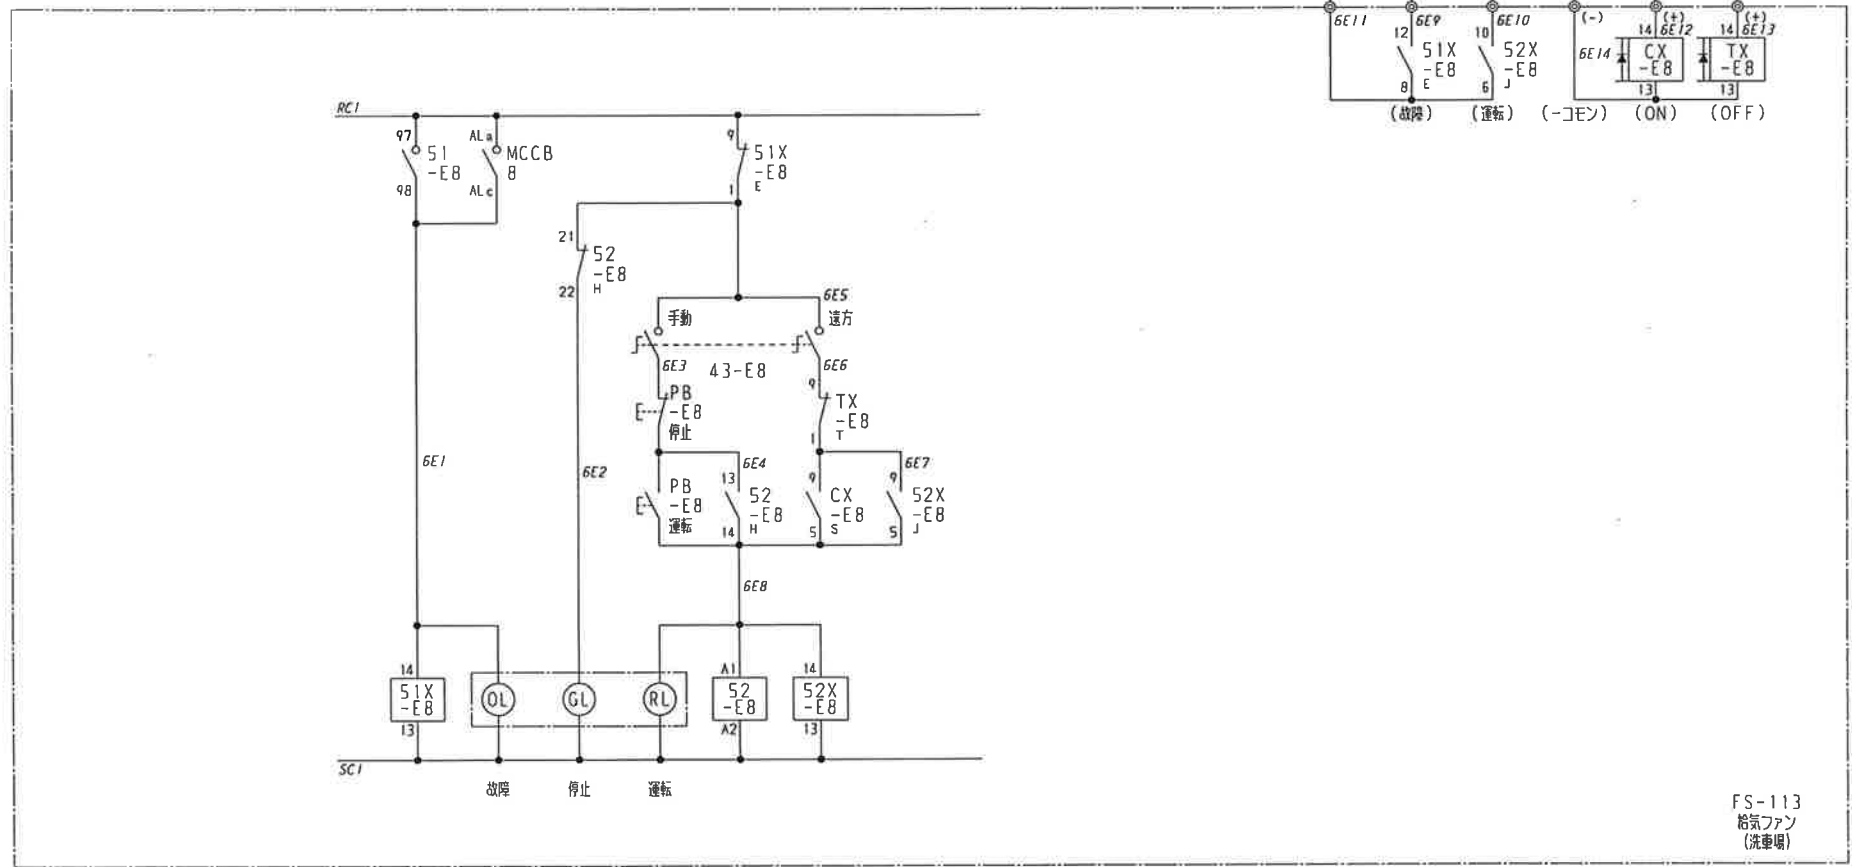 6E11
6E9
6E10
(-)
(+)
6E12
(+)
6E13
12
51X
-E8
E
8
10
52X
-E8
J
6
6E14
14
CX
-E8
13
14
TX
-E8
13
(故障)
(運転)
(-コモン)
(ON)
(OFF)
RC1
97
51
-E8
98
ALa
MCCB
8
ALc
9
51X
-E8
E
1
21
52
-E8
H
22
6E5
手動
遠方
6E3
43-E8
6E6
PB
-E8
停止
9
TX
-E8
T
1
6E1
6E2
6E4
6E7
PB
-E8
運転
13
52
-E8
H
14
9
CX
-E8
S
5
9
52X
-E8
J
5
6E8
14
51X
-E8
13
OL
GL
RL
A1
52
-E8
A2
14
52X
-E8
13
SC1
故障
停止
運転
FS-113
給気ファン
(洗車場)